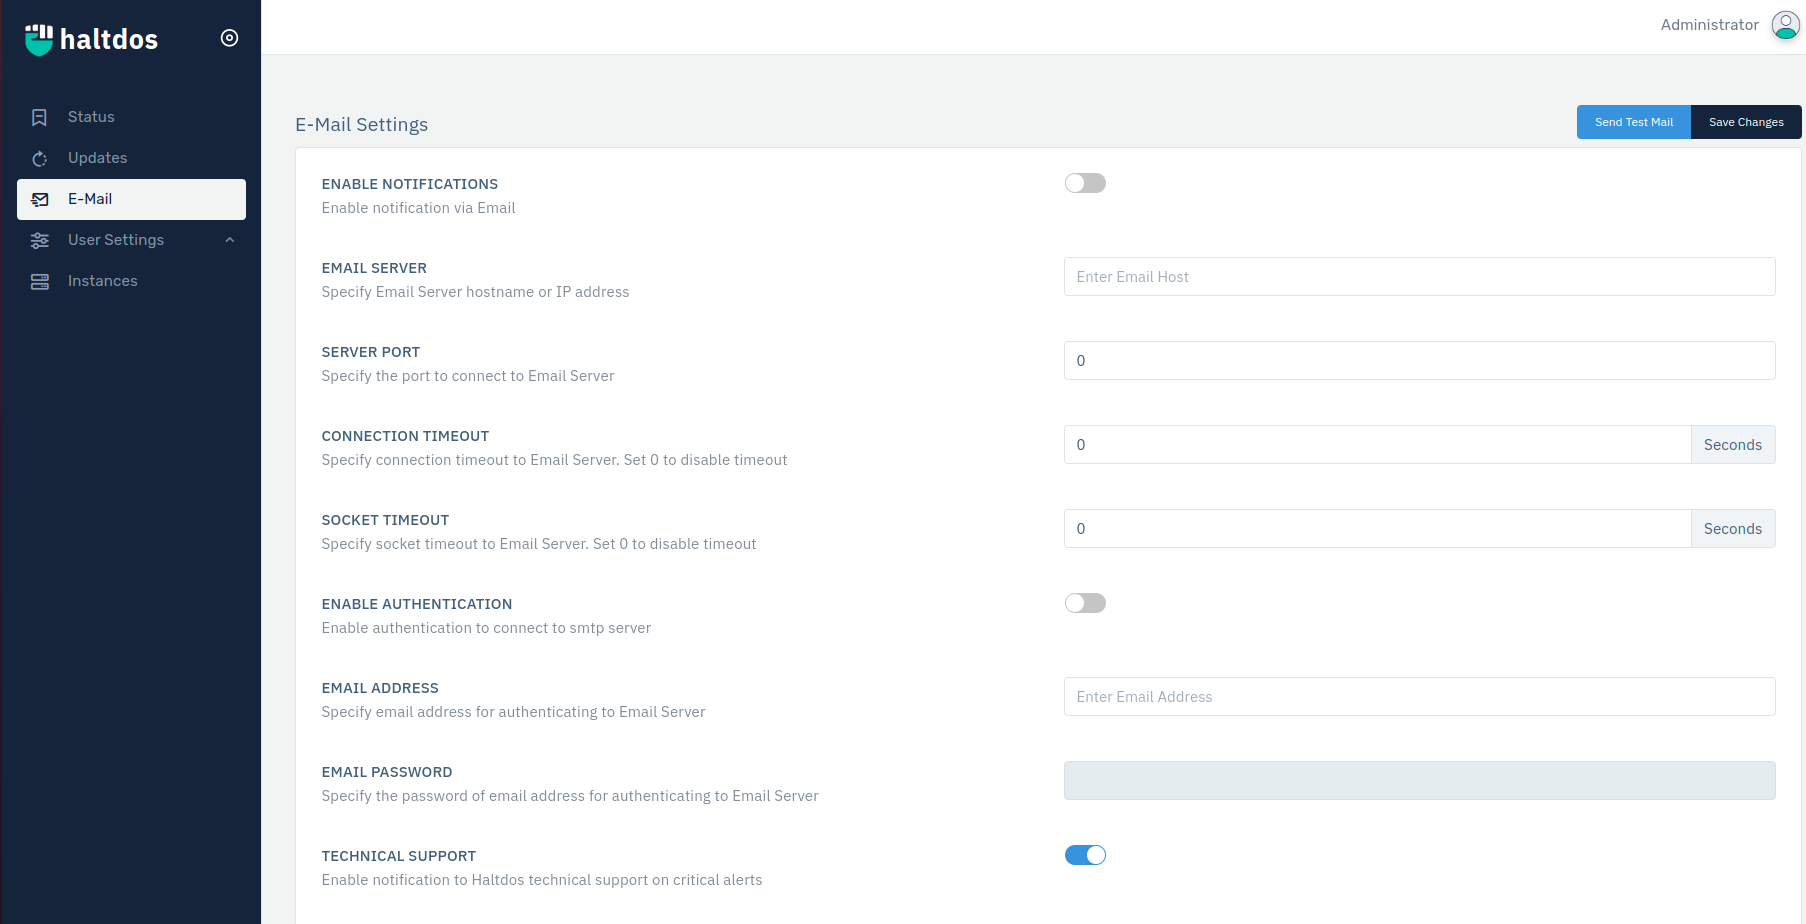 haltdos
Administrator
Status
Updates
E-Mail
User Settings
Instances
E-Mail Settings
Send Test Mail
Save Changes
ENABLE NOTIFICATIONS
Enable notification via Email
EMAIL SERVER
Specify Email Server hostname or IP address
Enter Email Host
SERVER PORT
Specify the port to connect to Email Server
0
CONNECTION TIMEOUT
Specify connection timeout to Email Server. Set 0 to disable timeout
0
Seconds
SOCKET TIMEOUT
Specify socket timeout to Email Server. Set 0 to disable timeout
0
Seconds
ENABLE AUTHENTICATION
Enable authentication to connect to smtp server
EMAIL ADDRESS
Specify email address for authenticating to Email Server
Enter Email Address
EMAIL PASSWORD
Specify the password of email address for authenticating to Email Server
TECHNICAL SUPPORT
Enable notification to Haltdos technical support on critical alerts